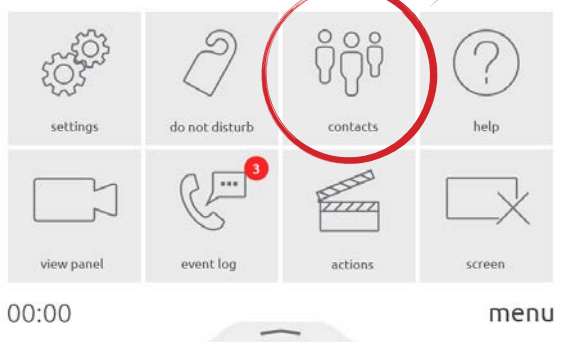 settings
do not disturb
contacts
help
?
3
view panel
event log
actions
screen
00:00
menu